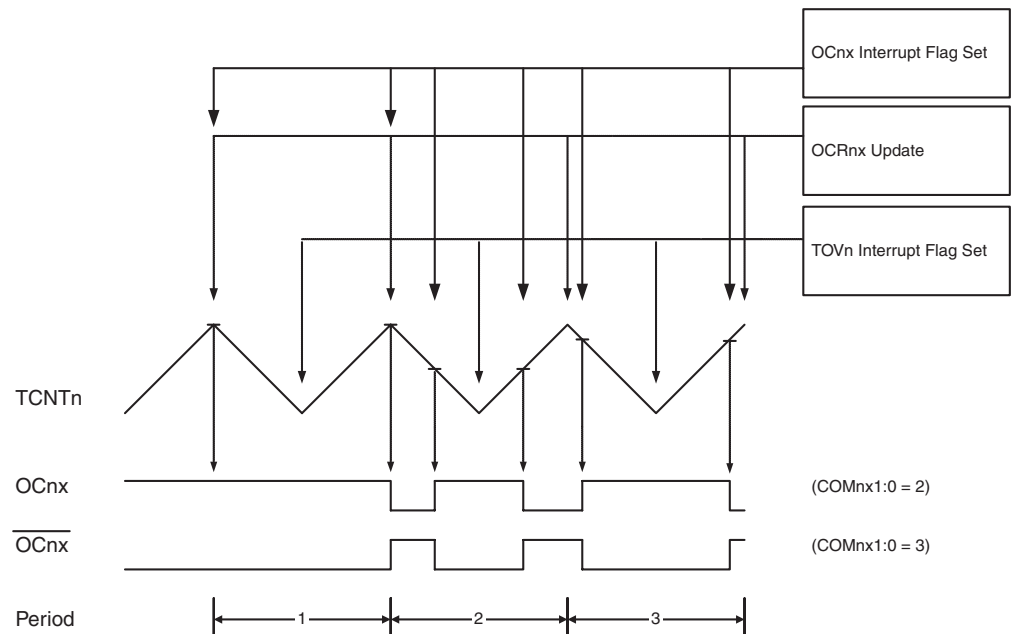 OCnx Interrupt Flag Set
OCRnx Update
TOVn Interrupt Flag Set
TCNTn
OCnx
(COMnx1:0 = 2)
OCnx
(COMnx1:0 = 3)
Period
1
2
3